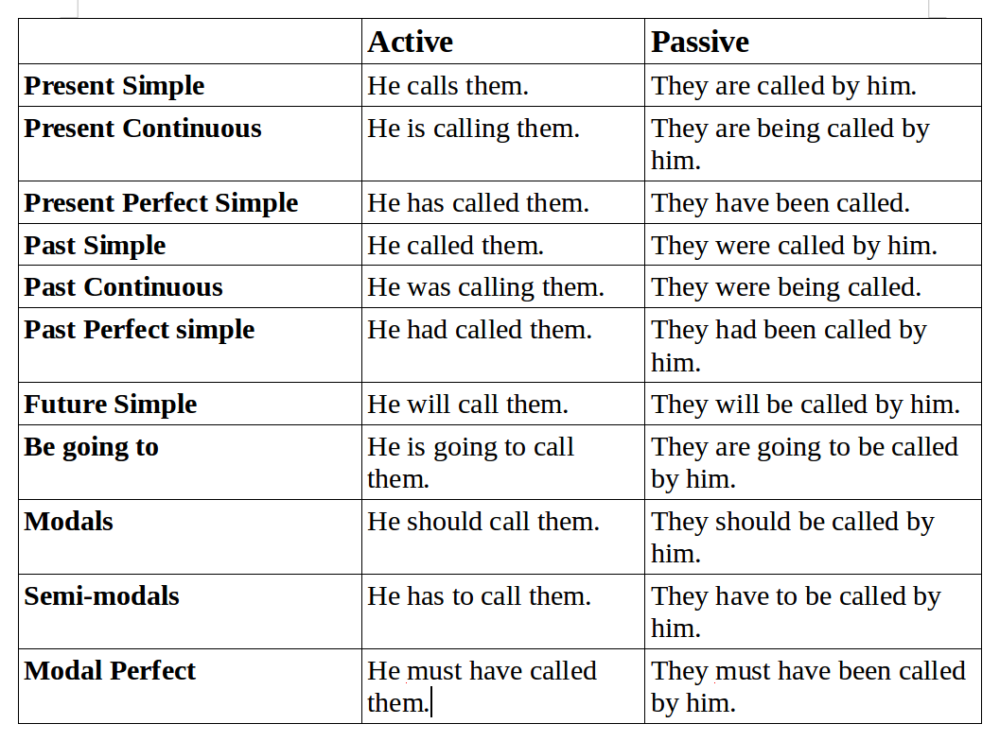 Active Passive
Present Simple He calls them. They are called by him.
Present Continuous He is calling them. They are being called by
him.
Present Perfect Simple He has called them. They have been called.
Past Simple He called them. They were called by him.
Past Continuous He was calling them. They were being called.
Past Perfect simple He had called them. They had been called by
him.
Future Simple He will call them. They will be called by him.
Be going to He is going to call They are going to be called
them. by him.
Modals He should call them. They should be called by
him.
Semi-modals He has to call them. They have to be called by
him.
Modal Perfect He must have called They must have been called
them. by him.